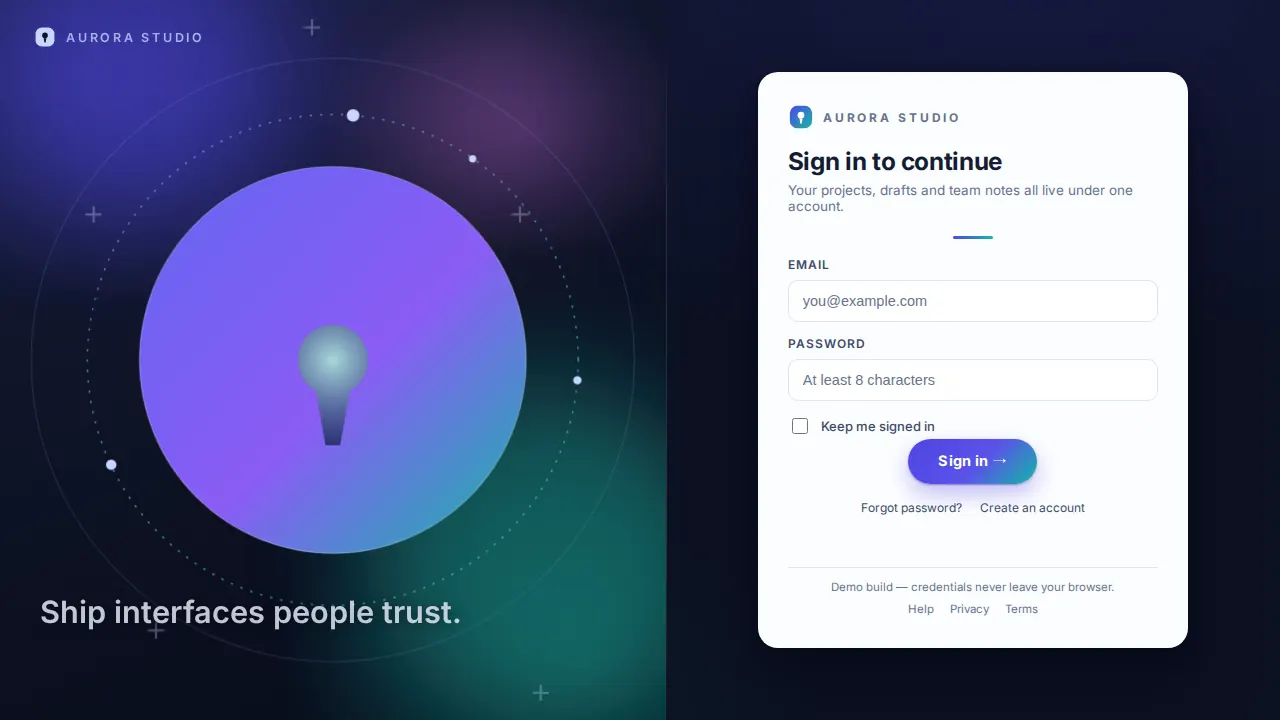 AURORA STUDIO
Ship interfaces people trust.
AURORA STUDIO
Sign in to continue
Your projects, drafts and team notes all live under one
account.
EMAIL
you@example.com
PASSWORD
At least 8 characters
Keep me signed in
Sign in →
Forgot password? Create an account
Demo build — credentials never leave your browser.
Help Privacy Terms